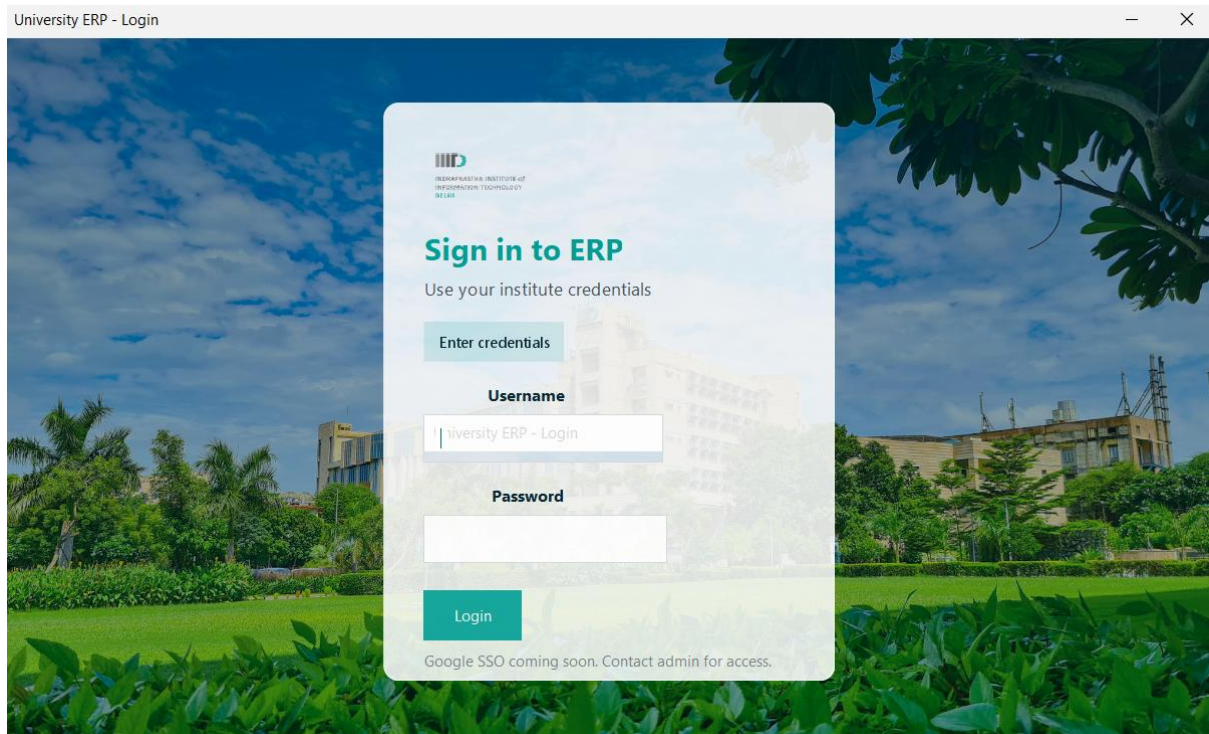 University ERP - Login
IIITD
INDRAPRASTHA INSTITUTE of
INFORMATION TECHNOLOGY
DELHI
Sign in to ERP
Use your institute credentials
Enter credentials
Username
iversity ERP - Login
Password
Login
Google SSO coming soon. Contact admin for access.